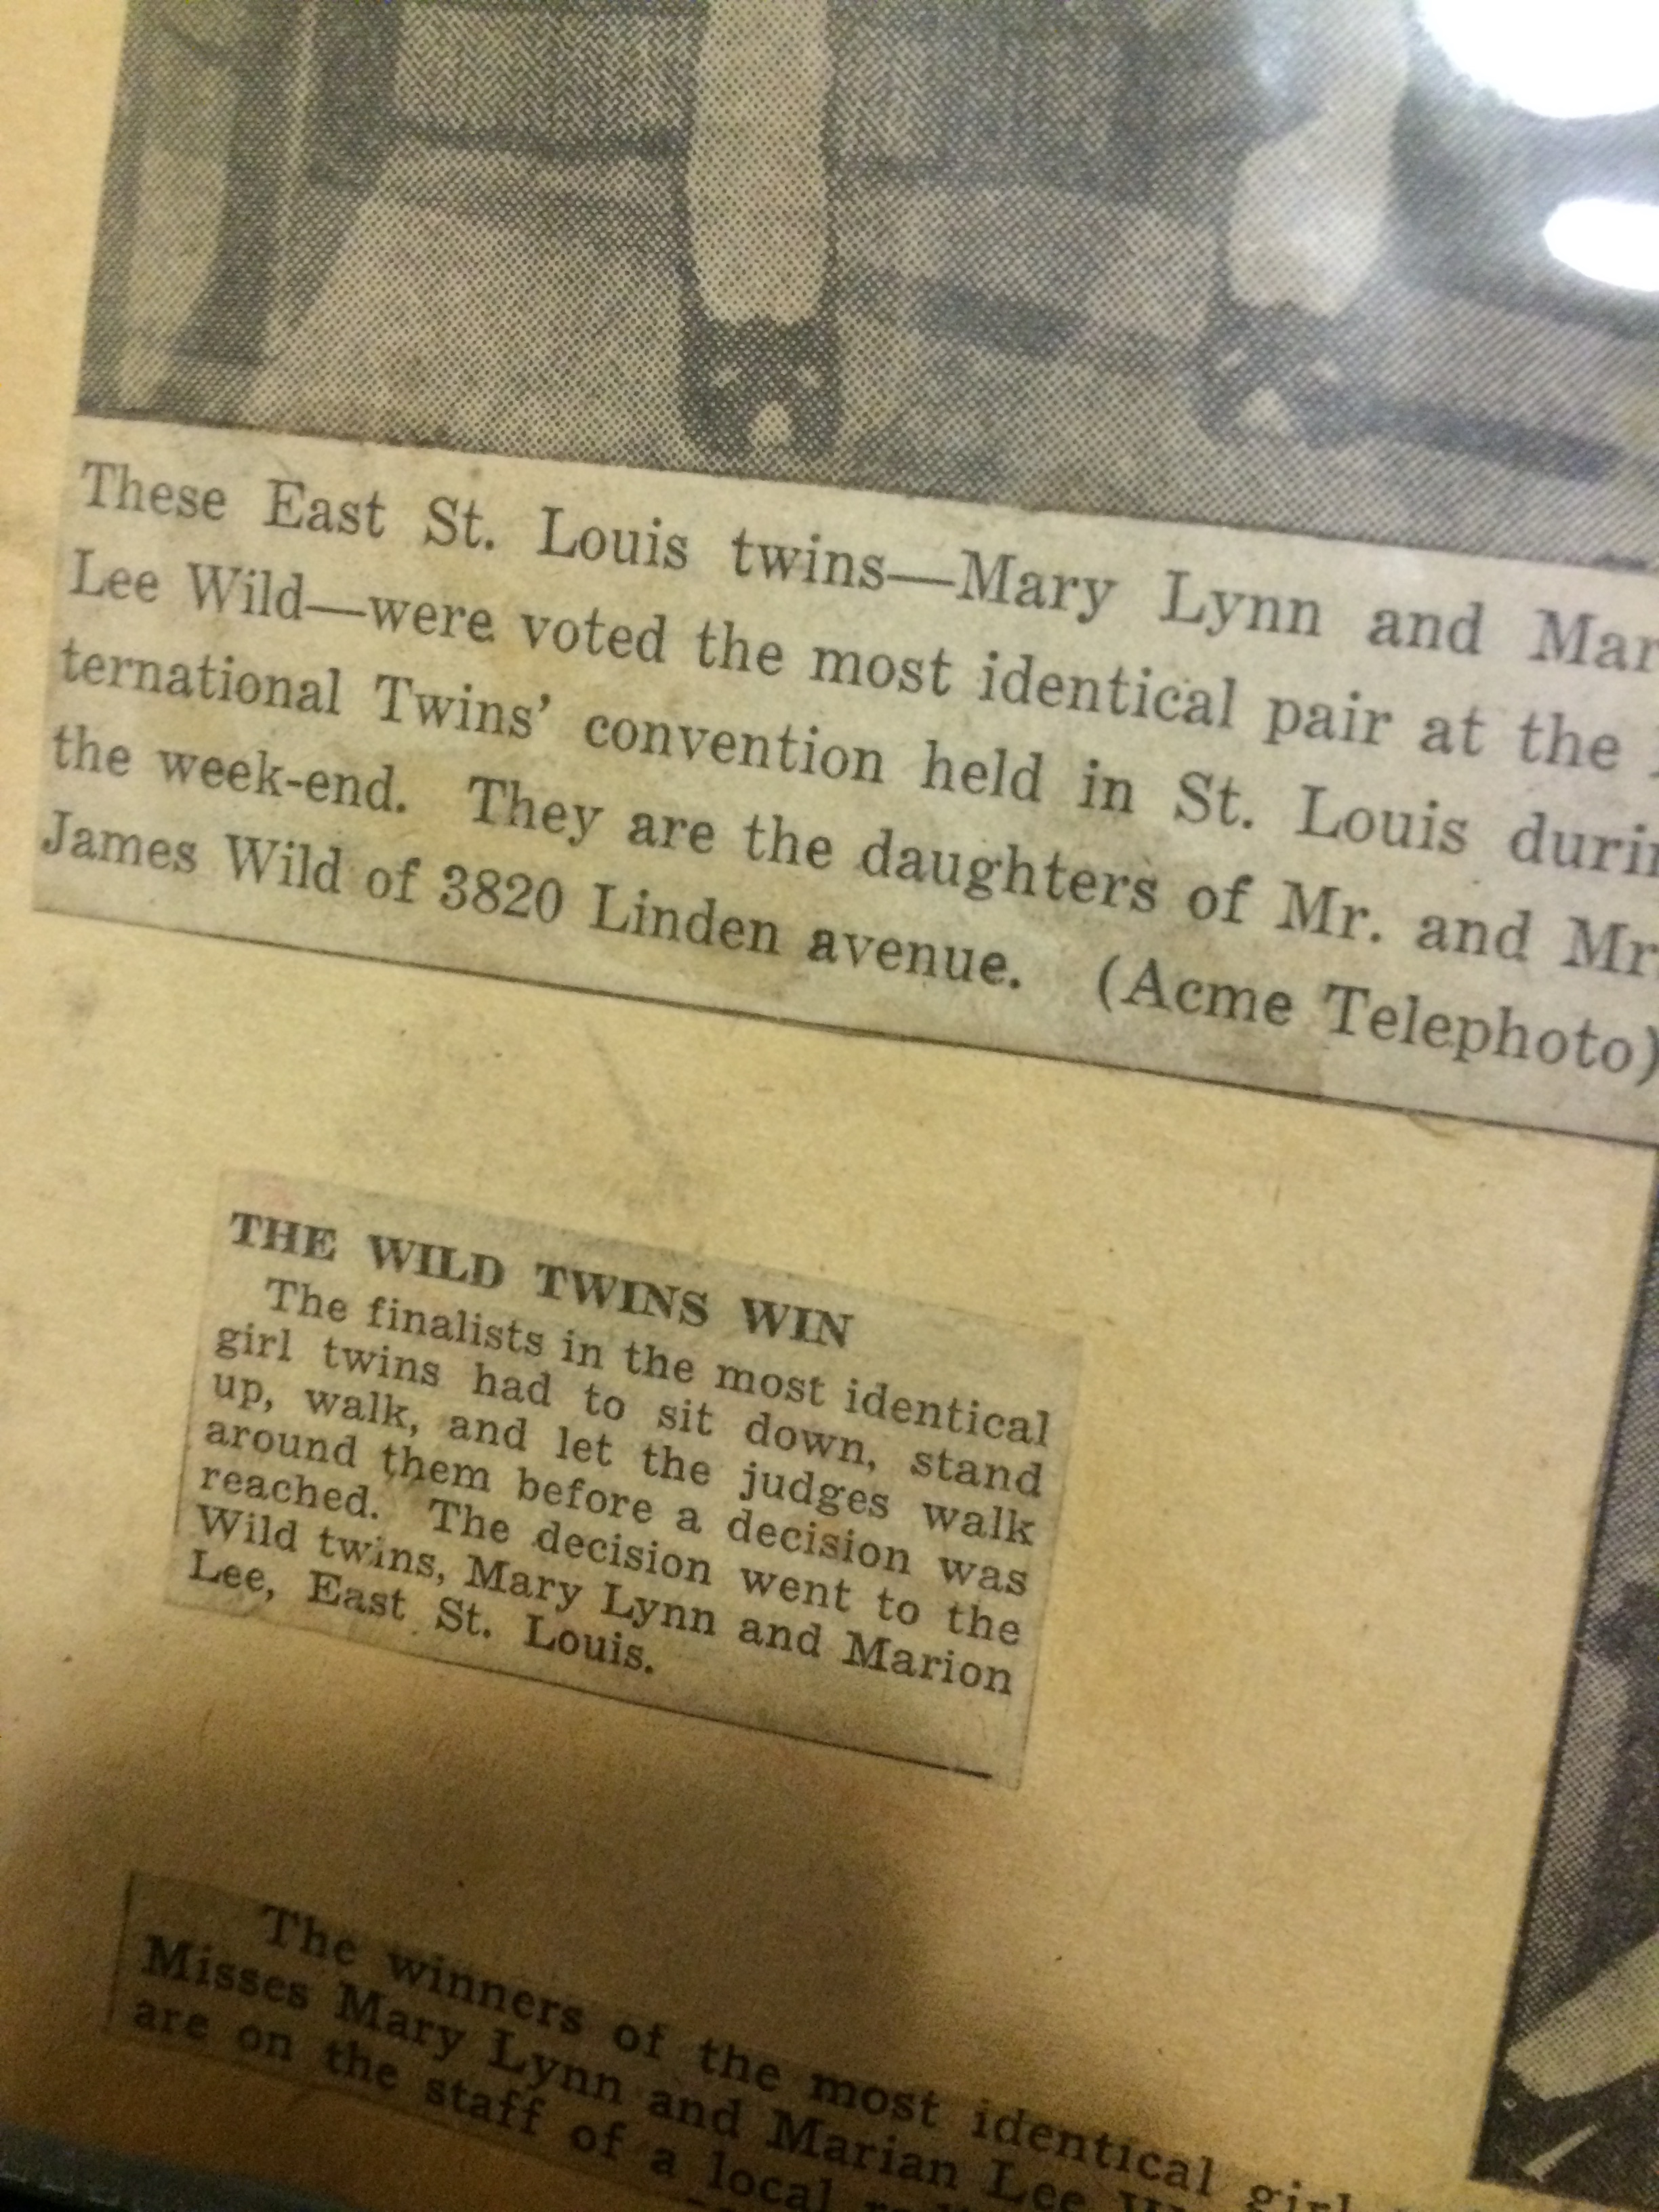 These East St. Louis twins—Mary Lynn and Mar
Lee Wild—were voted the most identical pair at the
ternational Twins' convention held in St. Louis durin
the week-end. They are the daughters of Mr. and Mr
James Wild of 3820 Linden avenue. (Acme Telephoto)
THE WILD TWINS WIN
The finalists in the most identical
girl twins had to sit down, stand
up, walk, and let the judges walk
around them before a decision was
reached. The decision went to the
Wild twins, Mary Lynn and Marion
Lee, East St. Louis.
The winners of the most identical girl
Misses Mary Lynn and Marian Lee
are on the staff of a local